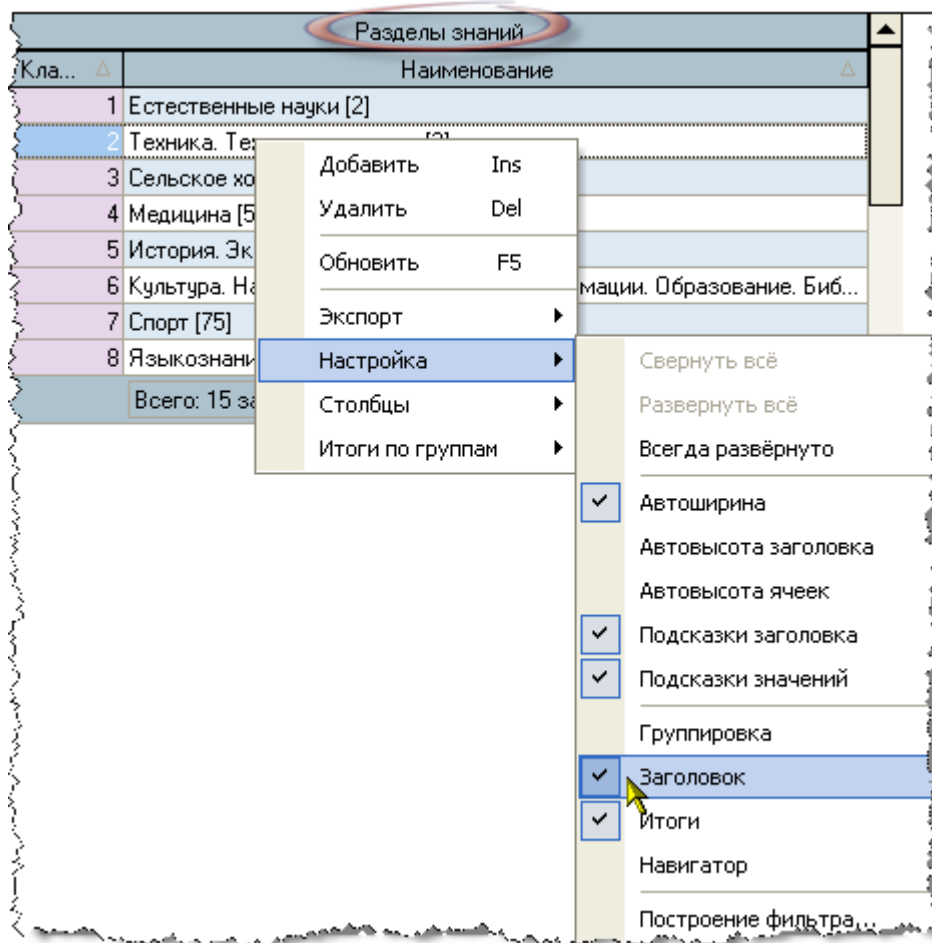 Разделы знаний
Кла... Наименование
1 Естественные науки [2]
2 Техника.
3 Сельское хо
4 Медицина [5
5 История. Эк
6 Культура. На мации. Образование. Биб...
7 Спорт [75]
8 Языкознани
Всего: 15 за
Добавить Ins
Удалить Del
Обновить F5
Экспорт
Настройка
Столбцы
Итоги по группам
Свернуть всё
Развернуть всё
Всегда развёрнуто
Автоширина
Автовысота заголовка
Автовысота ячеек
Подсказки заголовка
Подсказки значений
Группировка
Заголовок
Итоги
Навигатор
Построение фильтра...